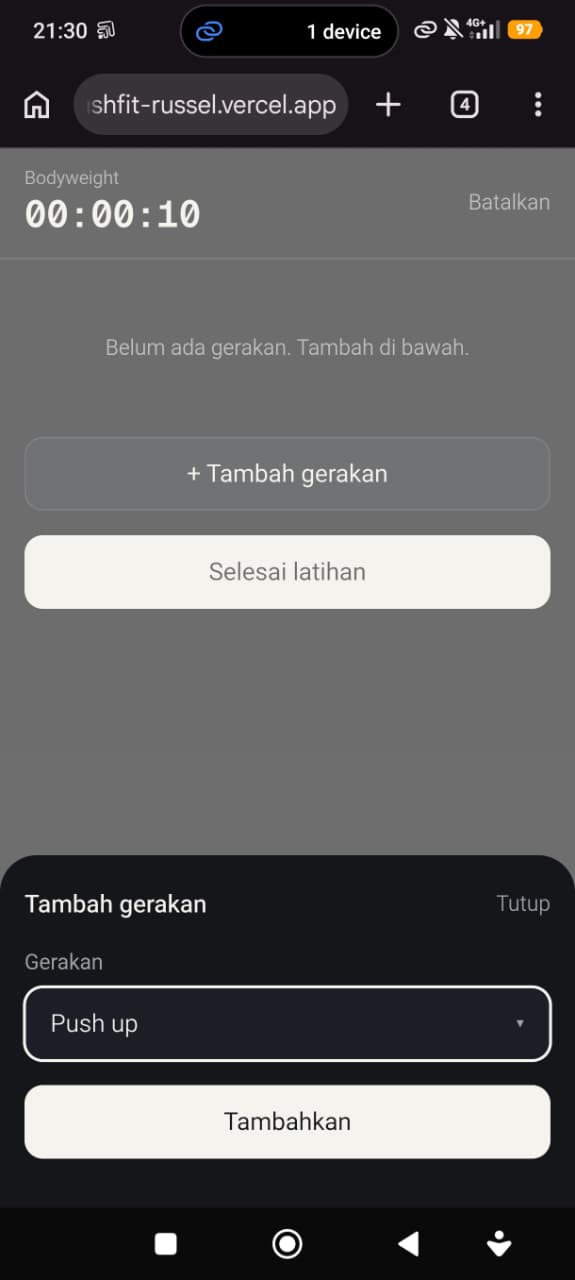 21:30 1 device 4G+ 97
shfit-russel.vercel.app 4
Bodyweight
00:00:10
Batalkan
Belum ada gerakan. Tambah di bawah.
+ Tambah gerakan
Selesai latihan
Tambah gerakan Tutup
Gerakan
Push up
Tambahkan